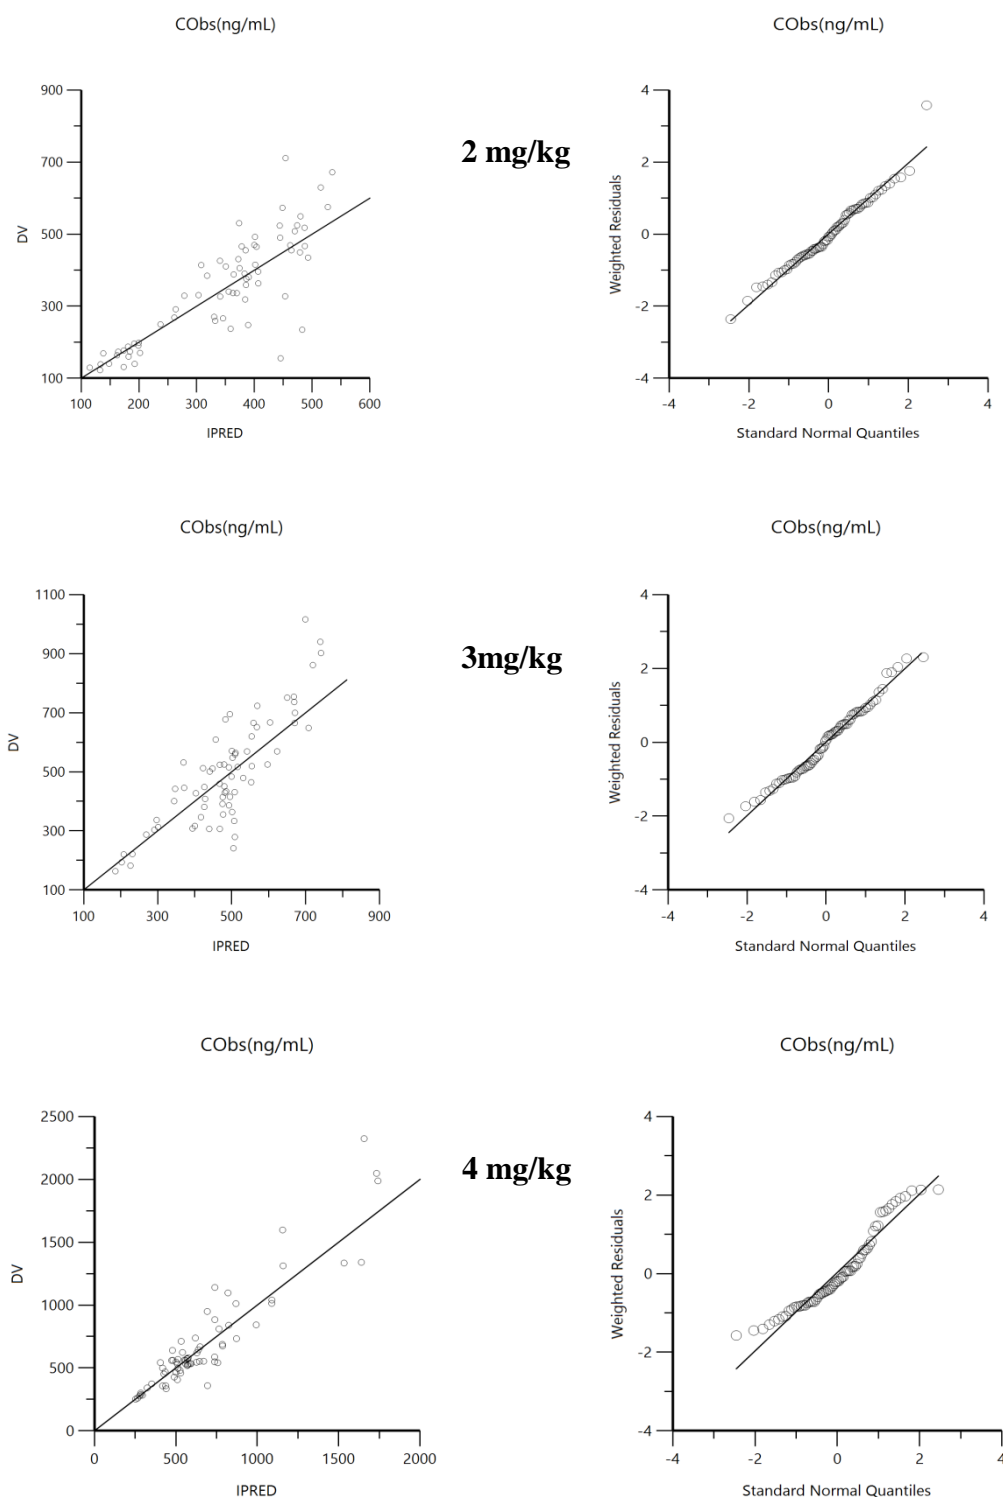 CObs(ng/mL)
900
700
500
300
100
DV
100 200 300 400 500 600
IPRED
2 mg/kg
CObs(ng/mL)
4
2
0
-2
-4
Weighted Residuals
-4 -2 0 2 4
Standard Normal Quantiles
CObs(ng/mL)
1100
900
700
500
300
100
DV
100 300 500 700 900
IPRED
3mg/kg
CObs(ng/mL)
4
2
0
-2
-4
Weighted Residuals
-4 -2 0 2 4
Standard Normal Quantiles
CObs(ng/mL)
2500
2000
1500
1000
500
0
DV
0 500 1000 1500 2000
IPRED
4 mg/kg
CObs(ng/mL)
4
2
0
-2
-4
Weighted Residuals
-4 -2 0 2 4
Standard Normal Quantiles